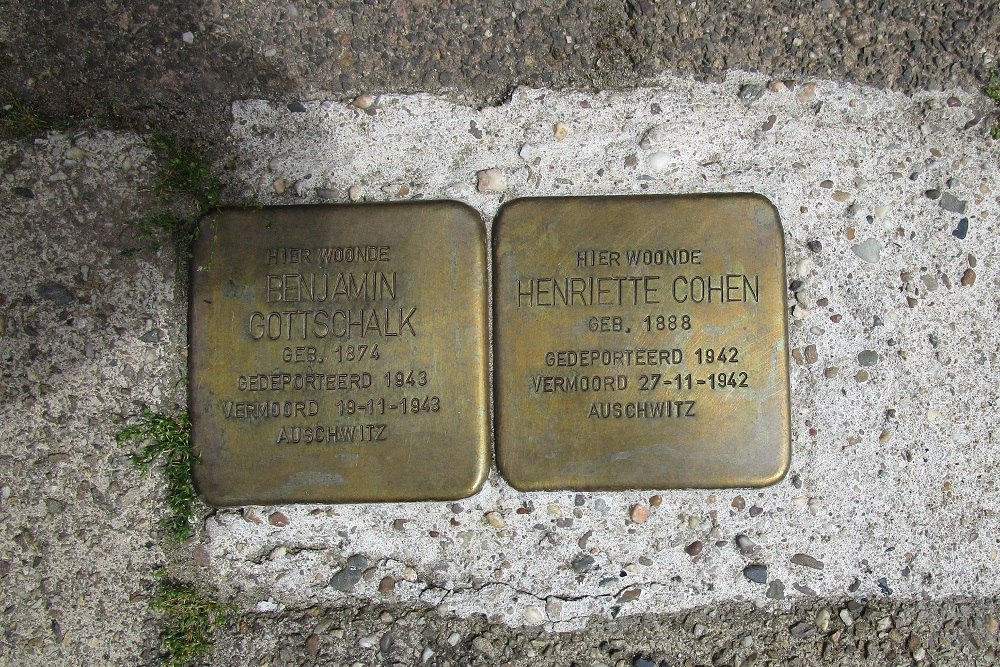 HIER WOONDE
BENJAMIN
GOTTSCHALK
GEB. 1874
GEDEPORTEERD 1943
VERMOORD 19-11-1943
AUSCHWITZ
HIER WOONDE
HENRIETTE COHEN
GEB. 1888
GEDEPORTEERD 1942
VERMOORD 27-11-1942
AUSCHWITZ